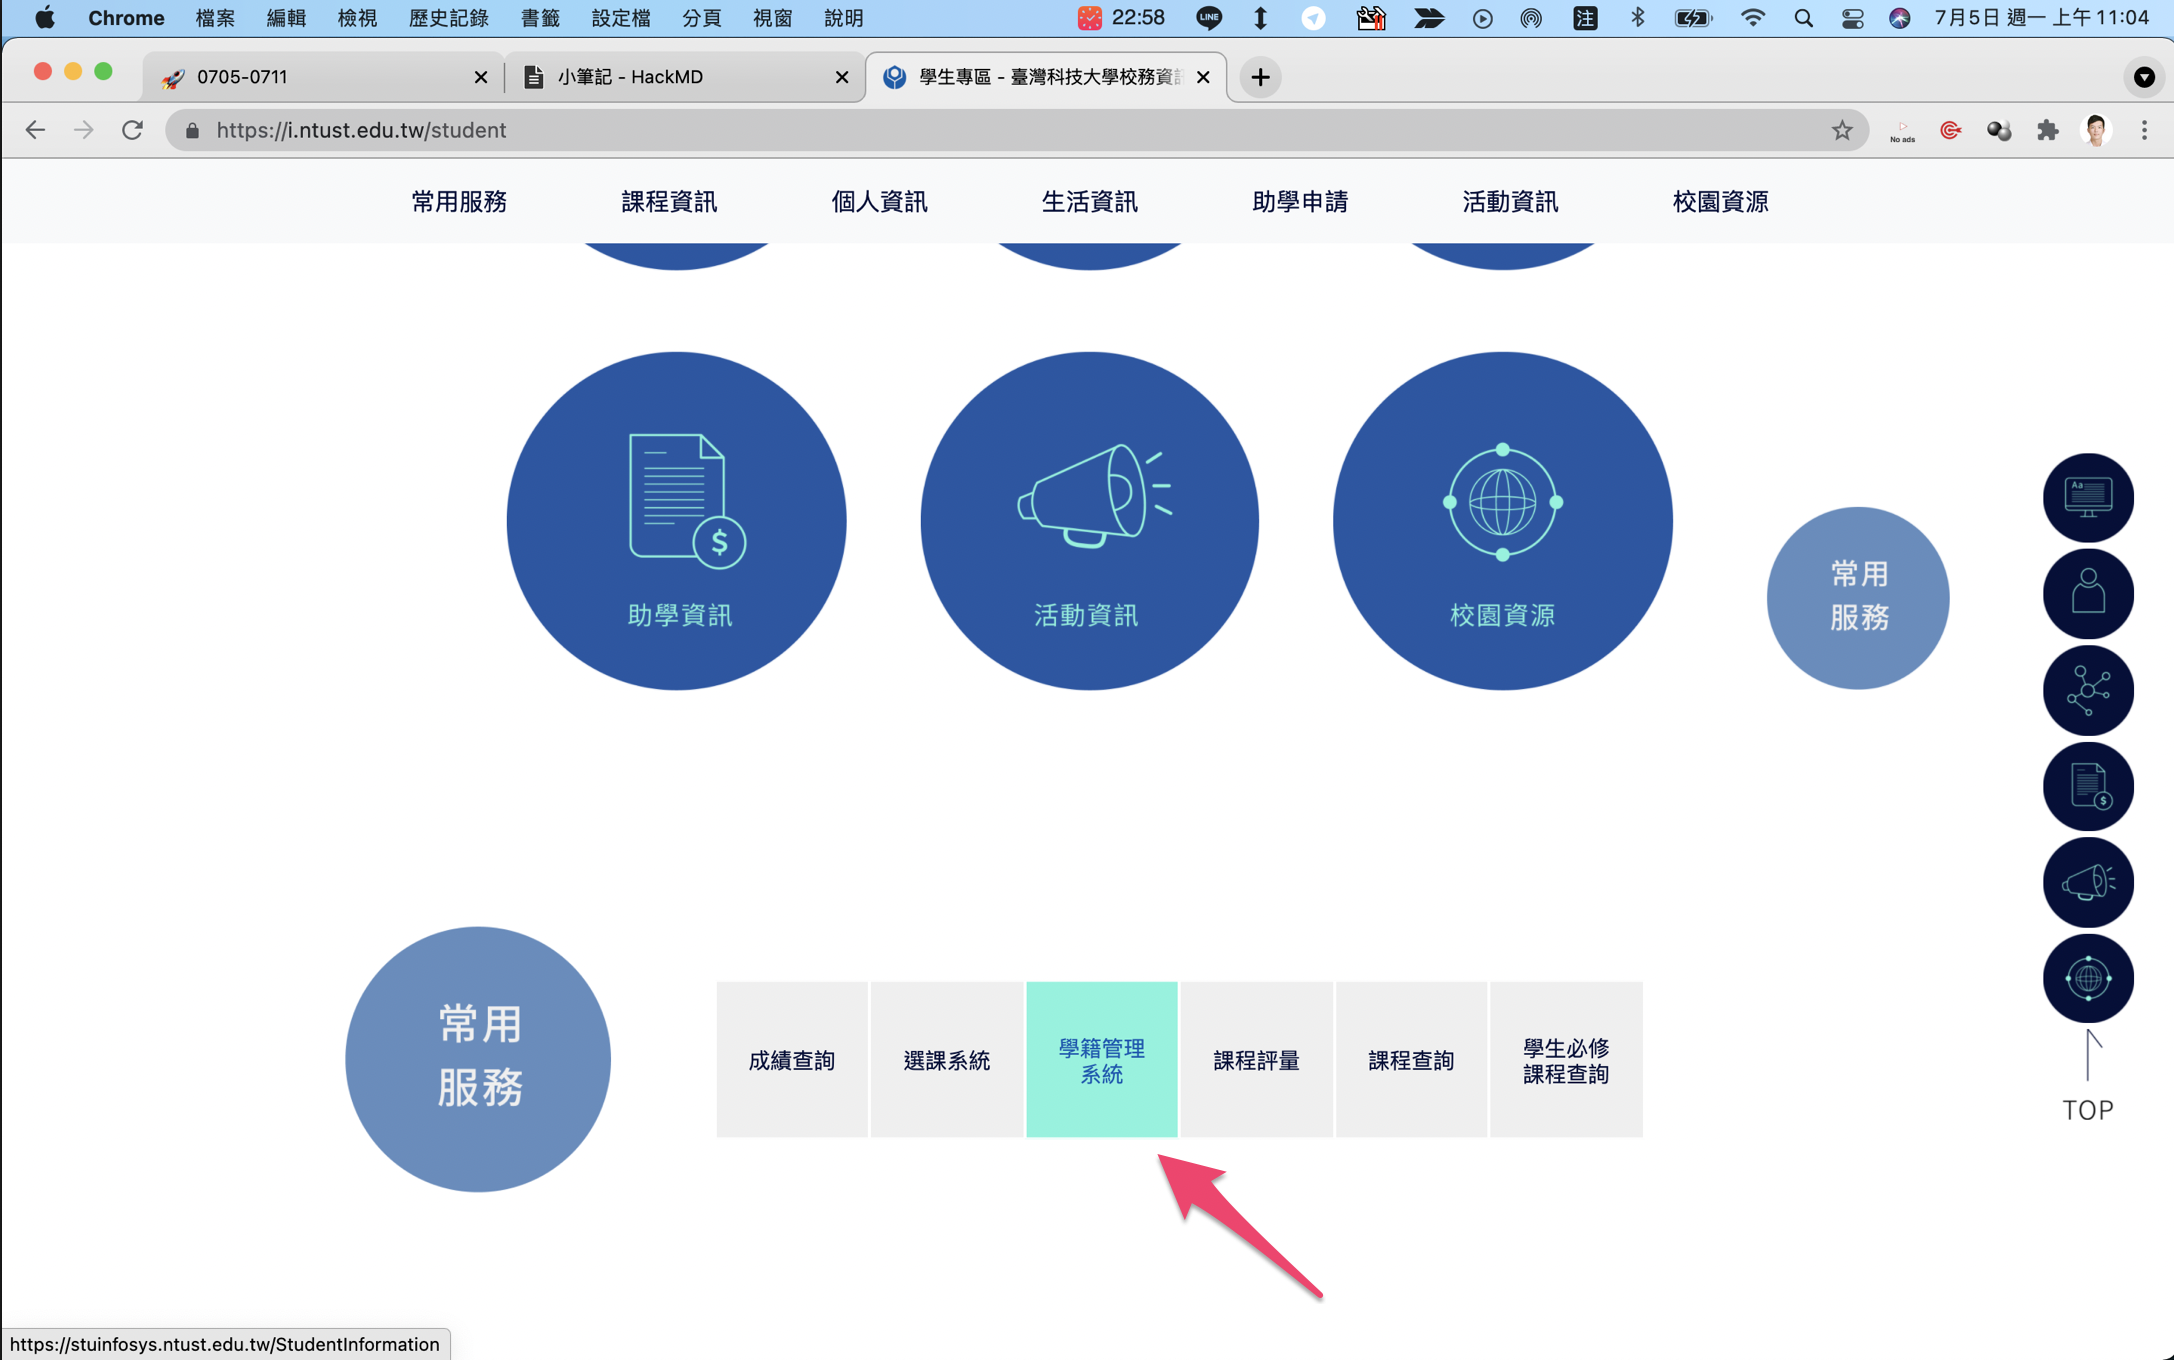 Chrome 檔案 編輯 檢視 歷史記錄 書籤 設定檔 分頁 視窗 說明 22:58 LINE 注 7月5日 週一 上午 11:04
0705-0711 小筆記 - HackMD 學生專區 - 臺灣科技大學校務資訊
https://i.ntust.edu.tw/student No ads
常用服務 課程資訊 個人資訊 生活資訊 助學申請 活動資訊 校園資源
Aa
$
助學資訊 活動資訊 校園資源
常用
服務
$
常用
服務
成績查詢 選課系統 學籍管理
系統 課程評量 課程查詢 學生必修
課程查詢
TOP
https://stuinfosys.ntust.edu.tw/StudentInformation